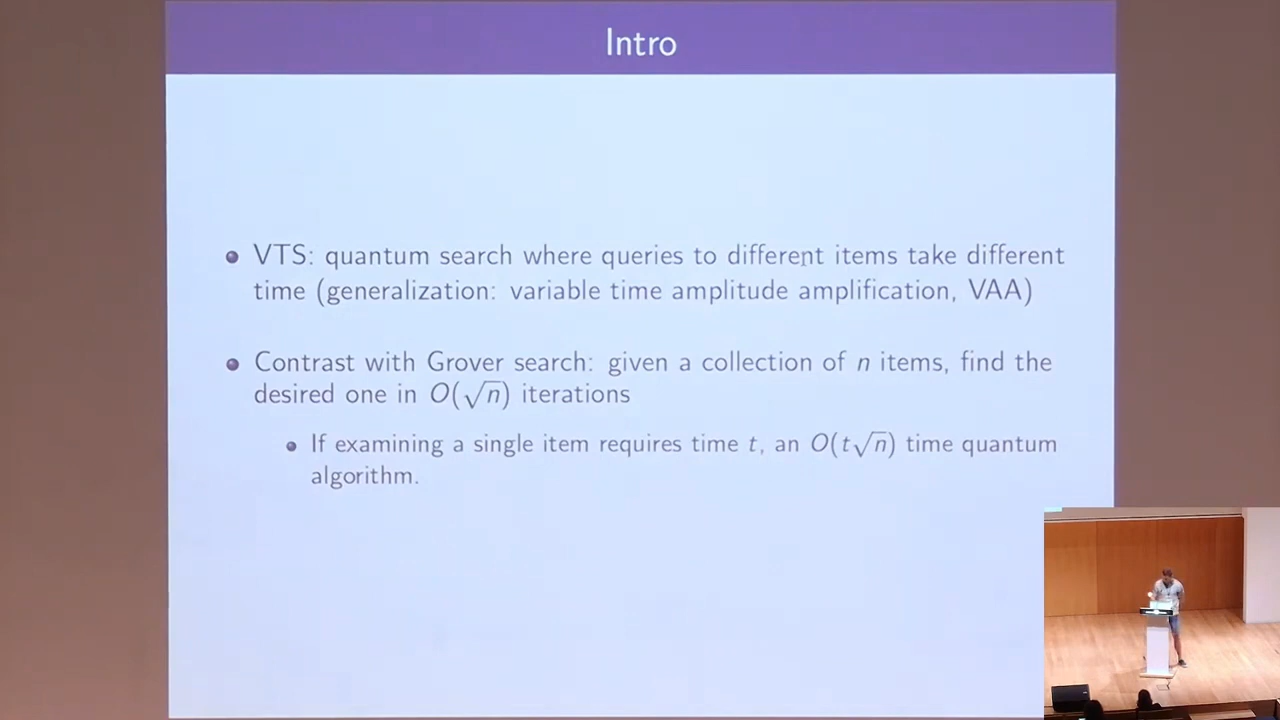 Intro
VTS: quantum search where queries to different items take different
time (generalization: variable time amplitude amplification, VAA)
Contrast with Grover search: given a collection of n items, find the
desired one in O(√n) iterations
If examining a single item requires time t, an O(t√n) time quantum
algorithm.